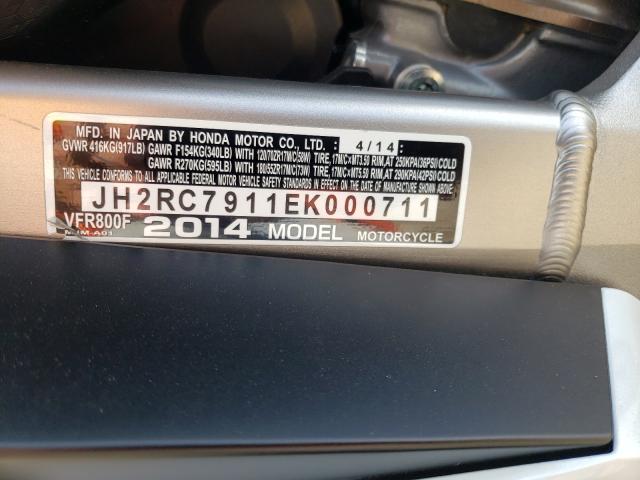 MFD. IN JAPAN BY HONDA MOTOR CO., LTD. 4/14
GVWR 416KG(917LB) GAWR F154KG(340LB) WITH 120/70ZR17M/C(58W) TIRE, 17M/C×MT3.50 RIM, AT 250KPA(36PSI)COLD
GAWR R270KG(595LB) WITH 180/55ZR17M/C(73W) TIRE, 17M/C×MT5.50 RIM, AT 290KPA(42PSI)COLD
THIS VEHICLE CONFORMS TO ALL APPLICABLE FEDERAL MOTOR VEHICLE SAFETY STANDARDS IN EFFECT ON THE DATE OF MANUFACTURE SHOWN ABOVE.
JH2RC7911EK000711
VFR800F 2014 MODEL MOTORCYCLE
MJM-A01